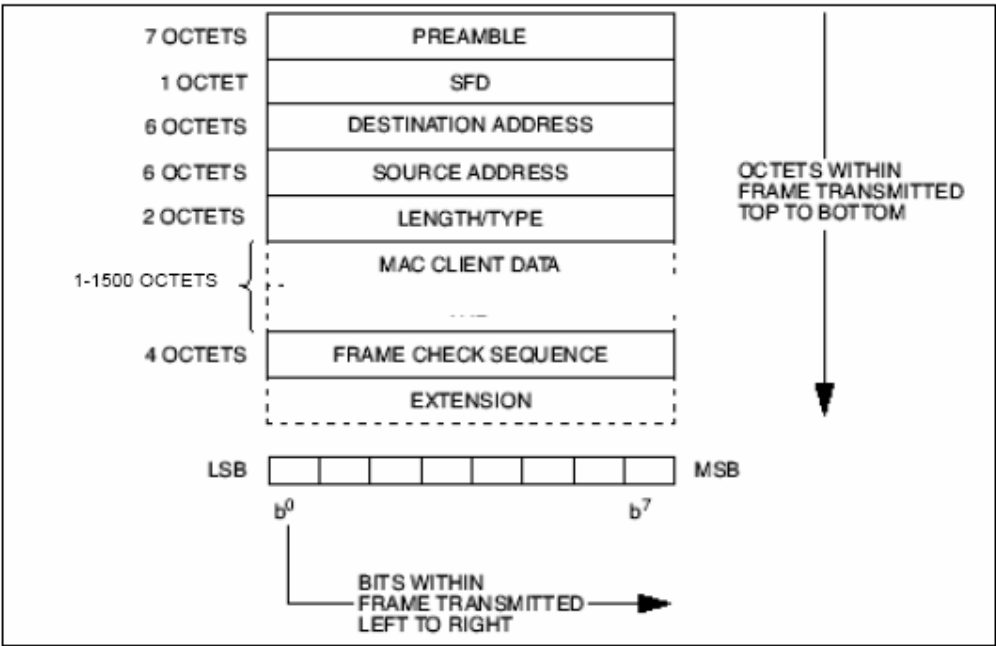 7 OCTETS PREAMBLE
1 OCTET SFD
6 OCTETS DESTINATION ADDRESS
6 OCTETS SOURCE ADDRESS
2 OCTETS LENGTH/TYPE
1-1500 OCTETS MAC CLIENT DATA
4 OCTETS FRAME CHECK SEQUENCE
EXTENSION
OCTETS WITHIN
FRAME TRANSMITTED
TOP TO BOTTOM
LSB MSB
b⁰ b⁷
BITS WITHIN
FRAME TRANSMITTED
LEFT TO RIGHT